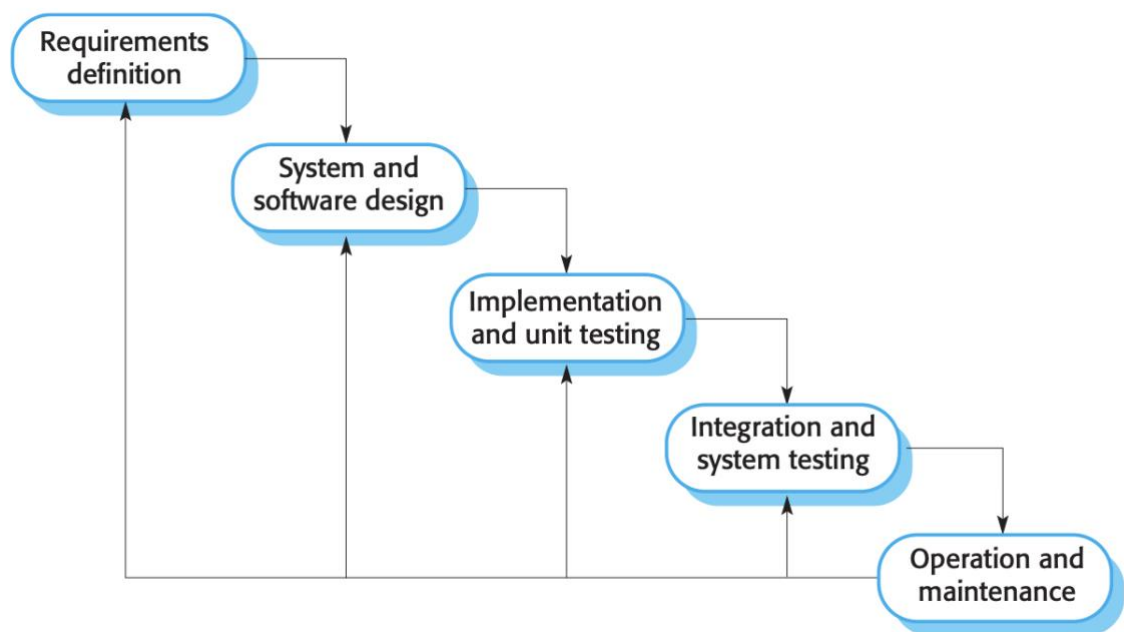 Requirements
definition
System and
software design
Implementation
and unit testing
Integration and
system testing
Operation and
maintenance